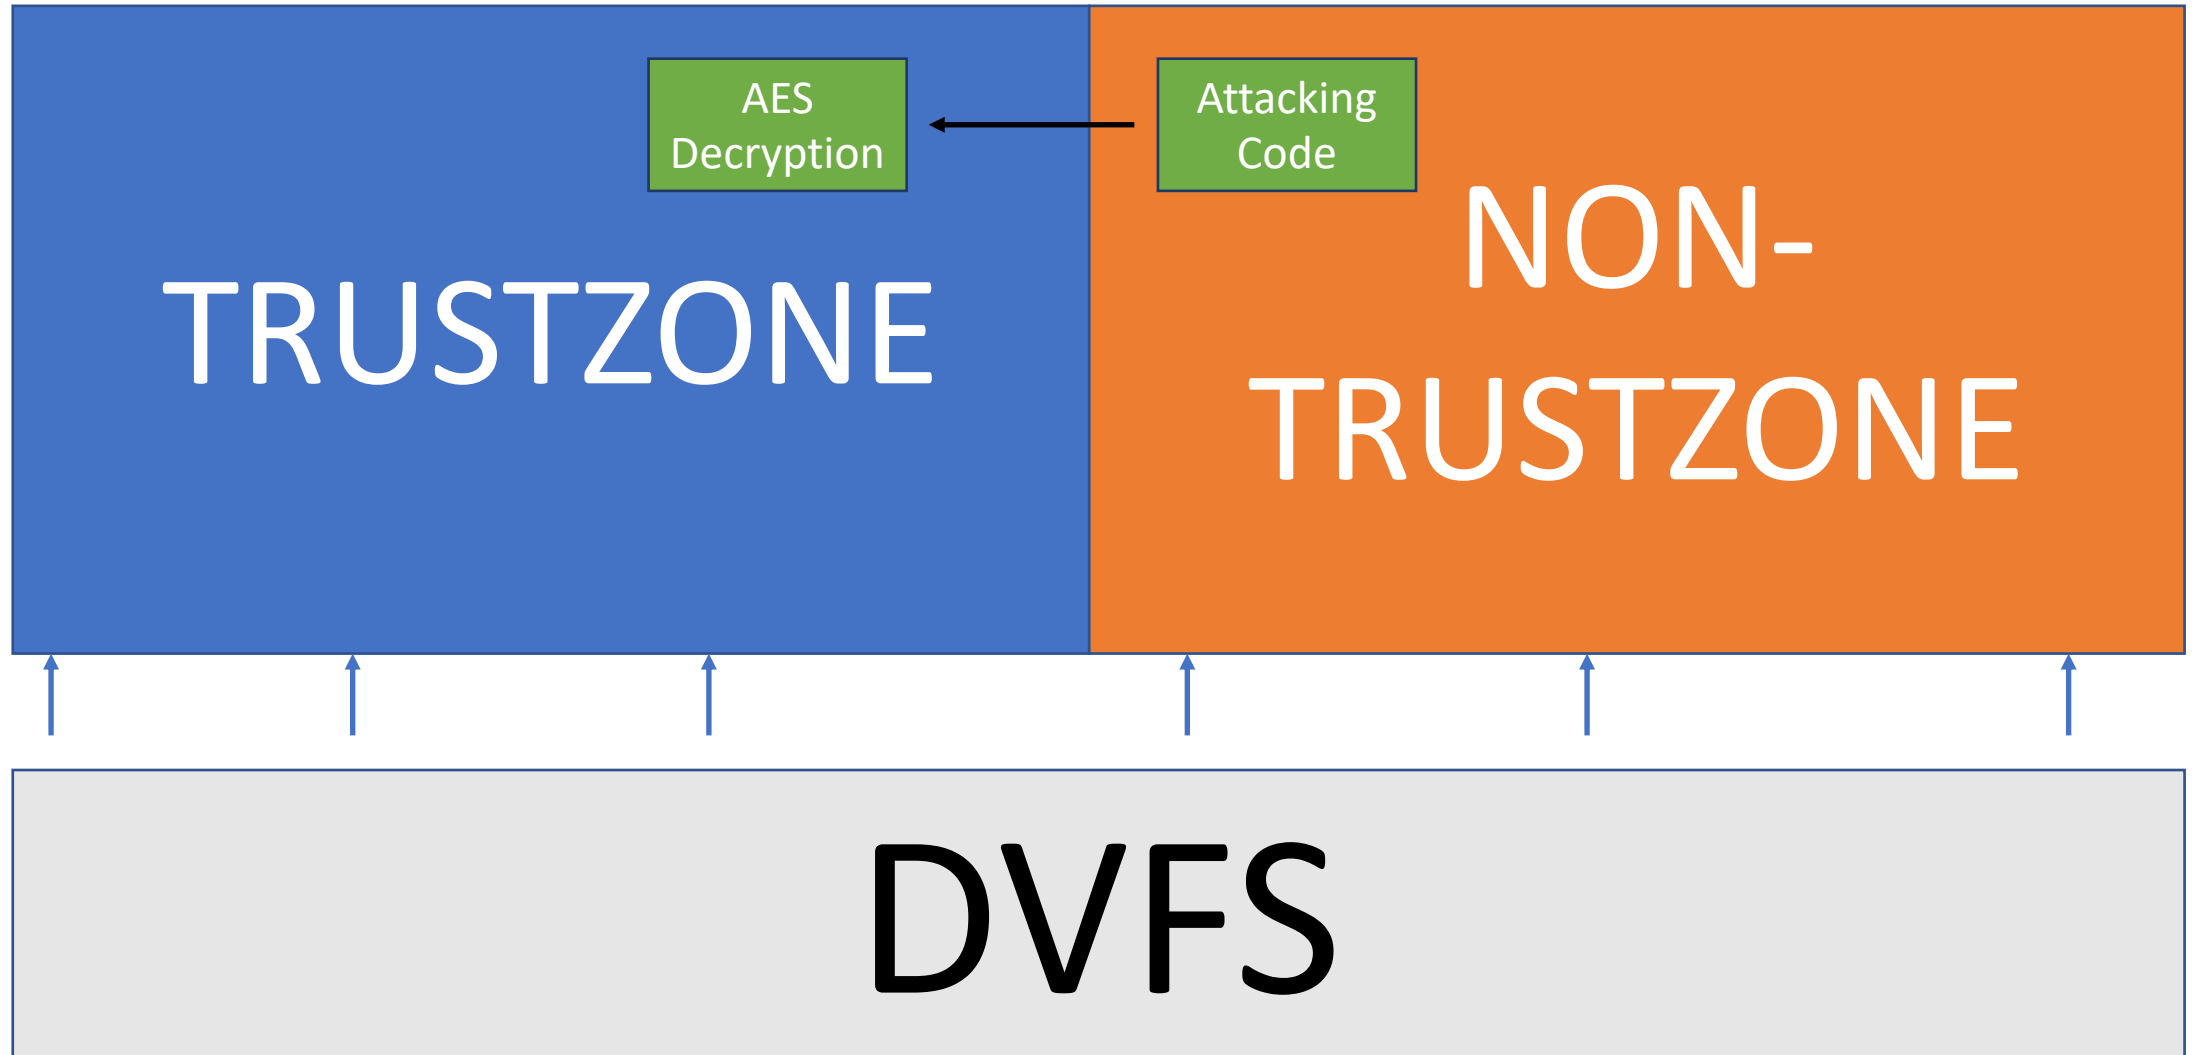 AES
Decryption
Attacking
Code
TRUSTZONE
NON-
TRUSTZONE
DVFS